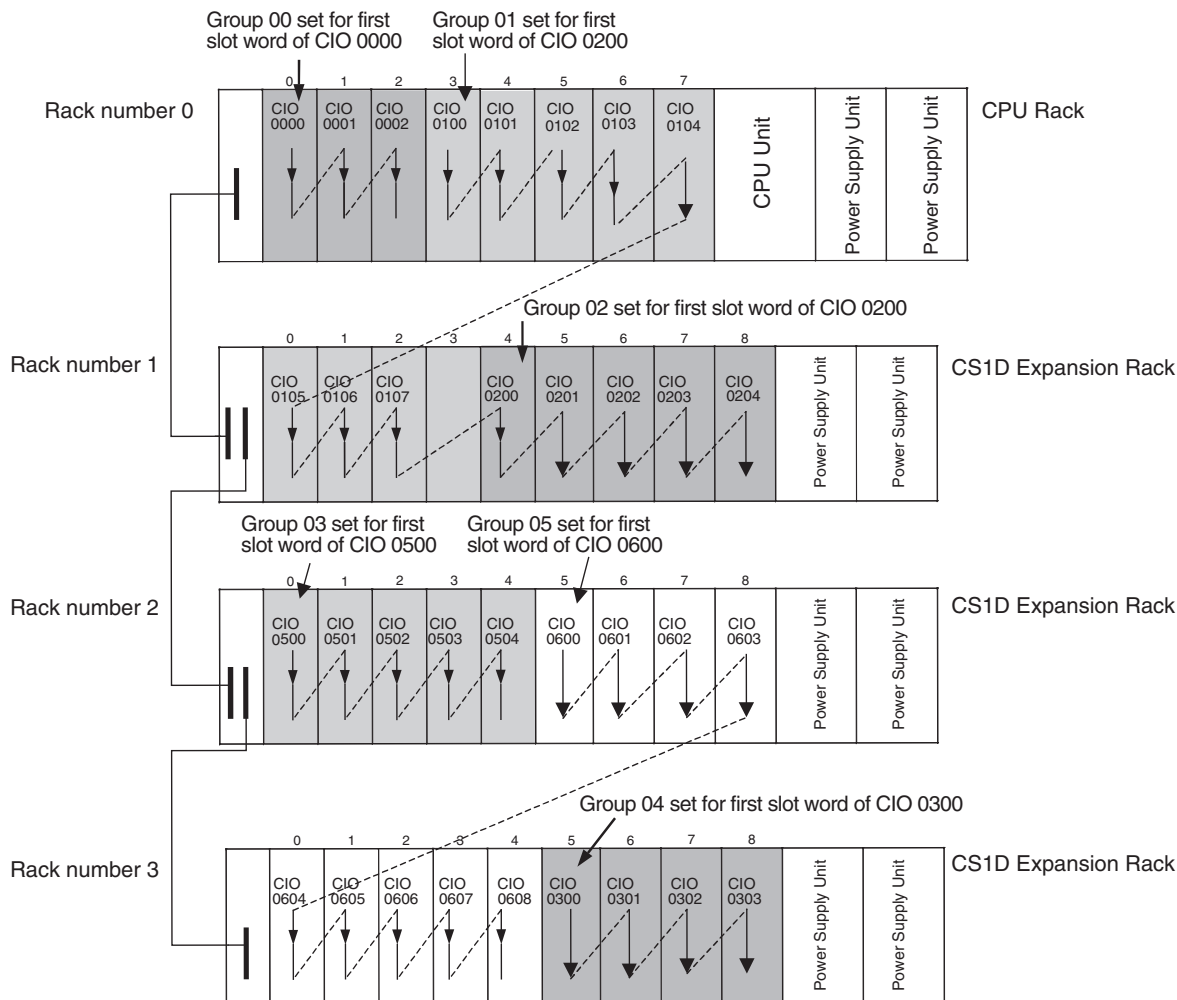 Group 00 set for first
slot word of CIO 0000
Group 01 set for first
slot word of CIO 0200
Rack number 0
0 1 2 3 4 5 6 7
CIO 0000
CIO 0001
CIO 0002
CIO 0100
CIO 0101
CIO 0102
CIO 0103
CIO 0104
CPU Unit
Power Supply Unit
Power Supply Unit
CPU Rack
Group 02 set for first slot word of CIO 0200
Rack number 1
0 1 2 3 4 5 6 7 8
CIO 0105
CIO 0106
CIO 0107
CIO 0200
CIO 0201
CIO 0202
CIO 0203
CIO 0204
Power Supply Unit
Power Supply Unit
CS1D Expansion Rack
Group 03 set for first
slot word of CIO 0500
Group 05 set for first
slot word of CIO 0600
Rack number 2
0 1 2 3 4 5 6 7 8
CIO 0500
CIO 0501
CIO 0502
CIO 0503
CIO 0504
CIO 0600
CIO 0601
CIO 0602
CIO 0603
Power Supply Unit
Power Supply Unit
CS1D Expansion Rack
Group 04 set for first slot word of CIO 0300
Rack number 3
0 1 2 3 4 5 6 7 8
CIO 0604
CIO 0605
CIO 0606
CIO 0607
CIO 0608
CIO 0300
CIO 0301
CIO 0302
CIO 0303
Power Supply Unit
Power Supply Unit
CS1D Expansion Rack